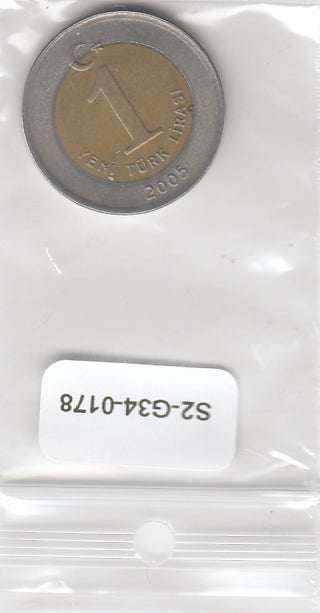 1
YENİ TÜRK LİRASI
2005
S2-G34-0178